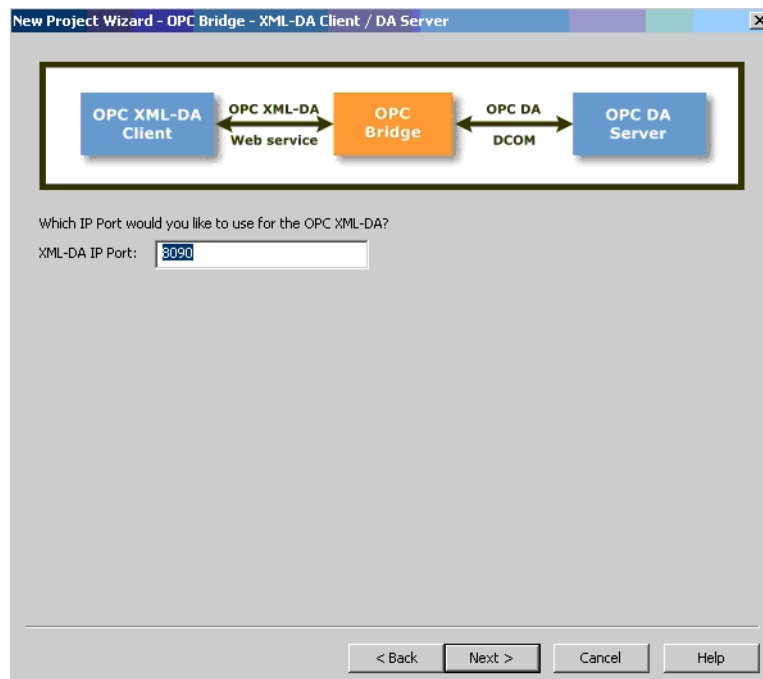 New Project Wizard - OPC Bridge - XML-DA Client / DA Server
OPC XML-DA
Client
OPC XML-DA
Web service
OPC
Bridge
OPC DA
DCOM
OPC DA
Server
Which IP Port would you like to use for the OPC XML-DA?
XML-DA IP Port: 8090
< Back Next > Cancel Help